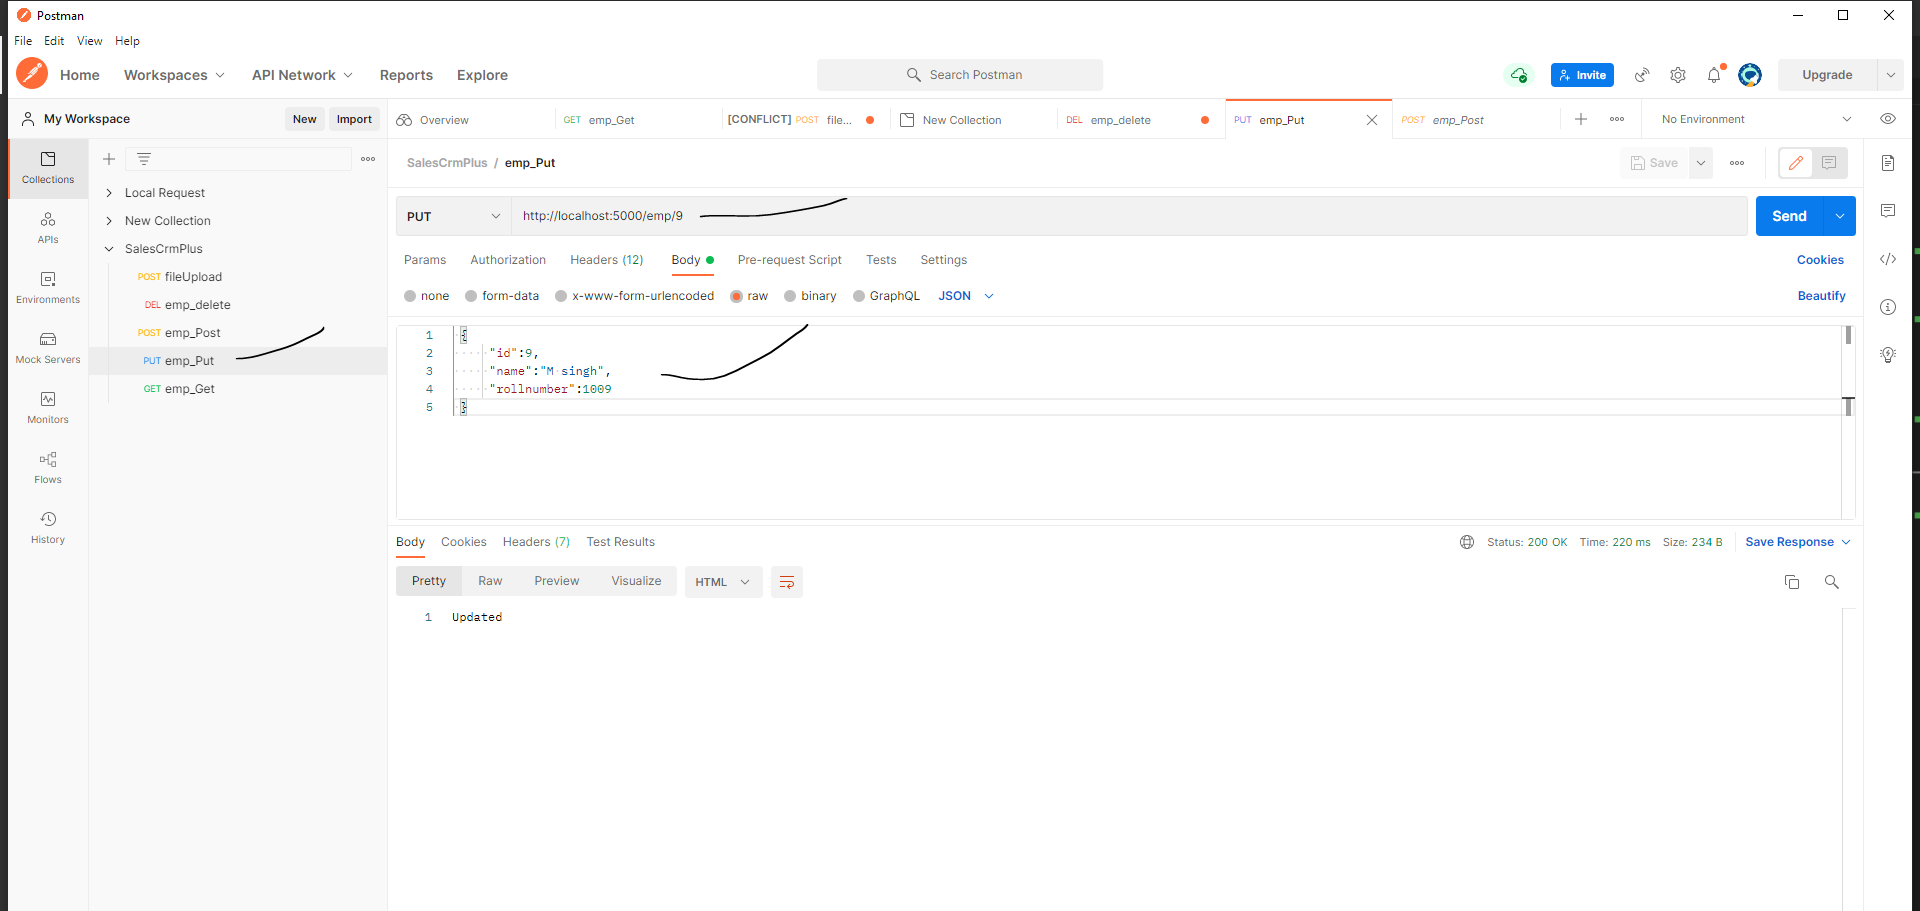 Postman
File Edit View Help
Home Workspaces API Network Reports Explore Search Postman Invite Upgrade
My Workspace New Import
Overview GET emp_Get [CONFLICT] POST file... New Collection DEL emp_delete PUT emp_Put POST emp_Post No Environment
Collections
APIs
Environments
Mock Servers
Monitors
Flows
History
Local Request
New Collection
SalesCrmPlus
POST fileUpload
DEL emp_delete
POST emp_Post
PUT emp_Put
GET emp_Get
SalesCrmPlus / emp_Put Save
PUT http://localhost:5000/emp/9 Send
Params Authorization Headers (12) Body Pre-request Script Tests Settings Cookies
none form-data x-www-form-urlencoded raw binary GraphQL JSON Beautify
1 {
2 "id":9,
3 "name":"M singh",
4 "rollnumber":1009
5 }
Body Cookies Headers (7) Test Results Status: 200 OK Time: 220 ms Size: 234 B Save Response
Pretty Raw Preview Visualize HTML
1 Updated